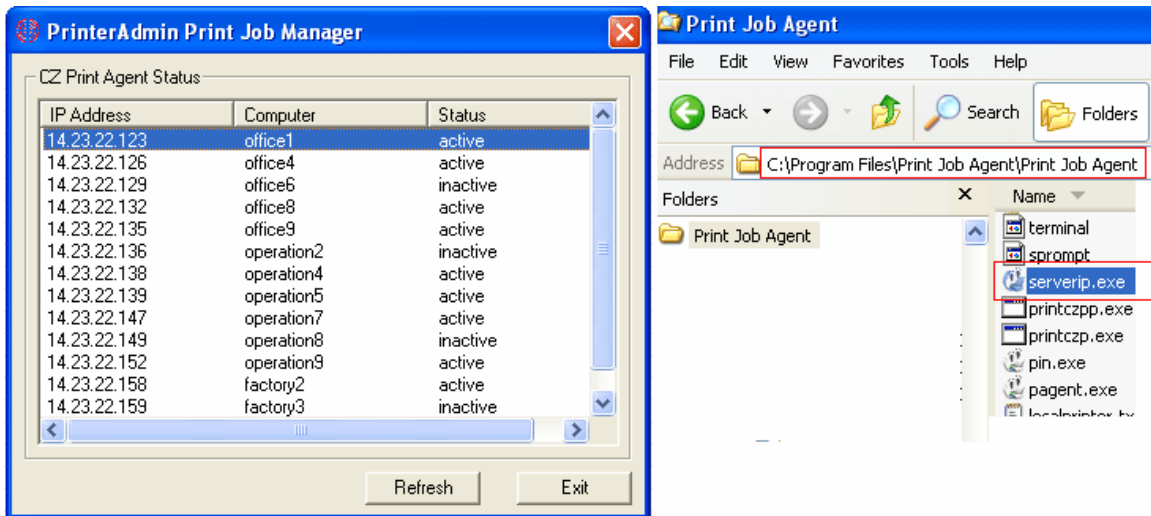 PrinterAdmin Print Job Manager
CZ Print Agent Status
IP Address Computer Status
14.23.22.123 office1 active
14.23.22.126 office4 active
14.23.22.129 office6 inactive
14.23.22.132 office8 active
14.23.22.135 office9 active
14.23.22.136 operation2 inactive
14.23.22.138 operation4 active
14.23.22.139 operation5 active
14.23.22.147 operation7 active
14.23.22.149 operation8 inactive
14.23.22.152 operation9 active
14.23.22.158 factory2 active
14.23.22.159 factory3 inactive
Refresh Exit
Print Job Agent
File Edit View Favorites Tools Help
Back Search Folders
Address C:\Program Files\Print Job Agent\Print Job Agent
Folders X Name
Print Job Agent
terminal
sprompt
serverip.exe
printczpp.exe
printczp.exe
pin.exe
pagent.exe